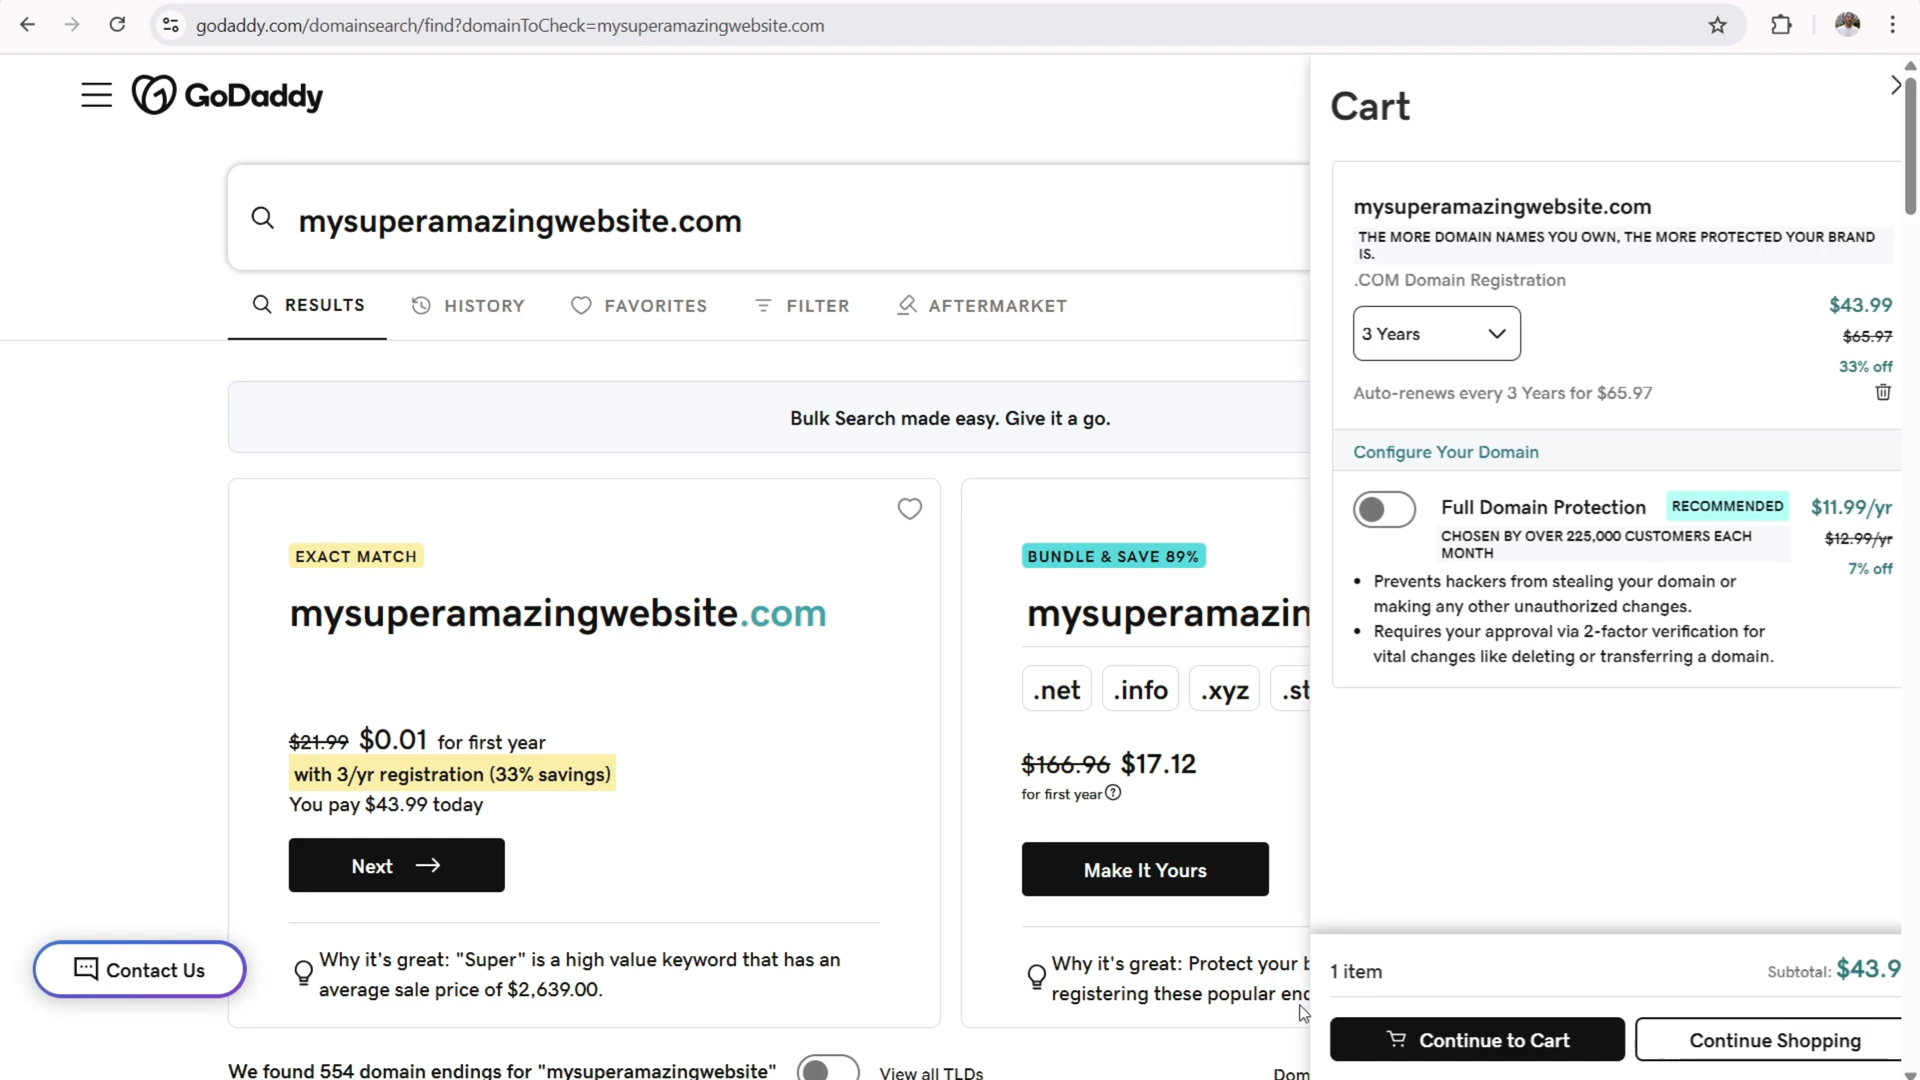 godaddy.com/domainsearch/find?domainToCheck=mysuperamazingwebsite.com
GoDaddy
mysuperamazingwebsite.com
RESULTS
HISTORY
FAVORITES
FILTER
AFTERMARKET
Bulk Search made easy. Give it a go.
EXACT MATCH
mysuperamazingwebsite.com
$21.99 $0.01 for first year
with 3/yr registration (33% savings)
You pay $43.99 today
Next
Why it's great: "Super" is a high value keyword that has an
average sale price of $2,639.00.
BUNDLE & SAVE 89%
mysuperamazin
.net
.info
.xyz
.st
$166.96 $17.12
for first year
Make It Yours
Why it's great: Protect your b
registering these popular end
Contact Us
We found 554 domain endings for "mysuperamazingwebsite"
View all TLDs
Dom
Cart
mysuperamazingwebsite.com
THE MORE DOMAIN NAMES YOU OWN, THE MORE PROTECTED YOUR BRAND
IS.
.COM Domain Registration
3 Years
$43.99
$65.97
33% off
Auto-renews every 3 Years for $65.97
Configure Your Domain
Full Domain Protection
RECOMMENDED
$11.99/yr
CHOSEN BY OVER 225,000 CUSTOMERS EACH
MONTH
$12.99/yr
7% off
• Prevents hackers from stealing your domain or
making any other unauthorized changes.
• Requires your approval via 2-factor verification for
vital changes like deleting or transferring a domain.
1 item
Subtotal: $43.9
Continue to Cart
Continue Shopping